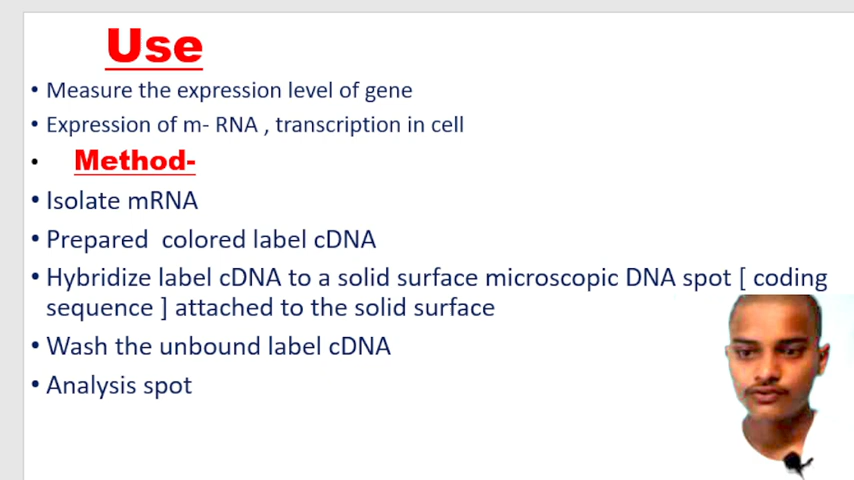 Use
• Measure the expression level of gene
• Expression of m- RNA , transcription in cell
• Method-
• Isolate mRNA
• Prepared colored label cDNA
• Hybridize label cDNA to a solid surface microscopic DNA spot [ coding
sequence ] attached to the solid surface
• Wash the unbound label cDNA
• Analysis spot